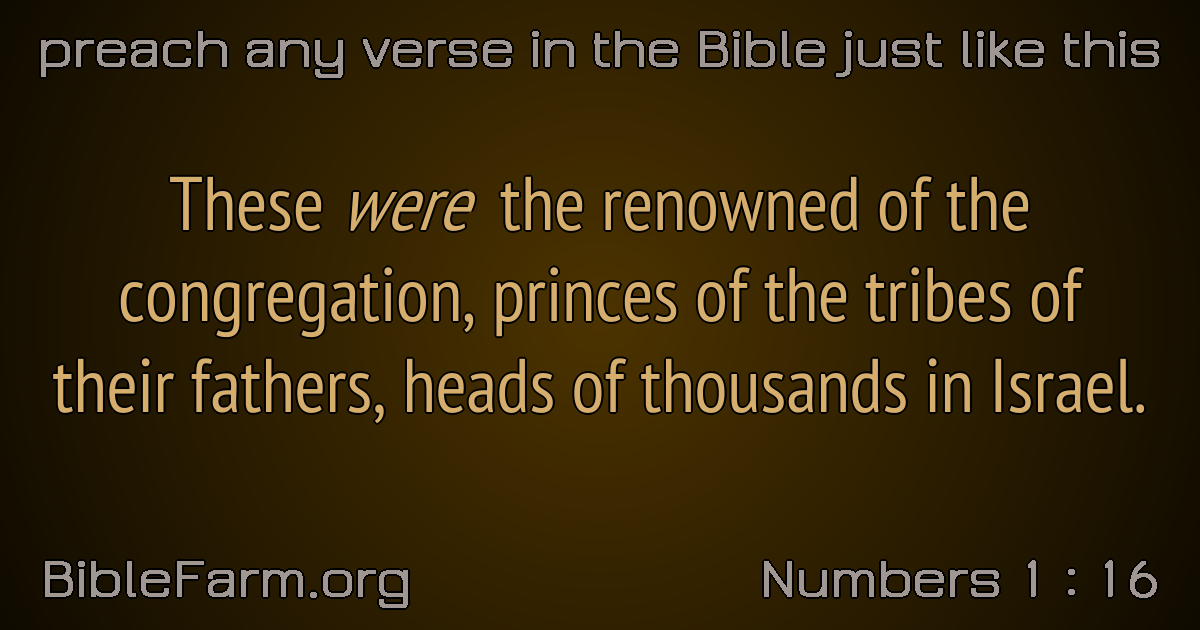 preach any verse in the Bible just like this
These were the renowned of the
congregation, princes of the tribes of
their fathers, heads of thousands in Israel.
BibleFarm.org
Numbers 1 : 16